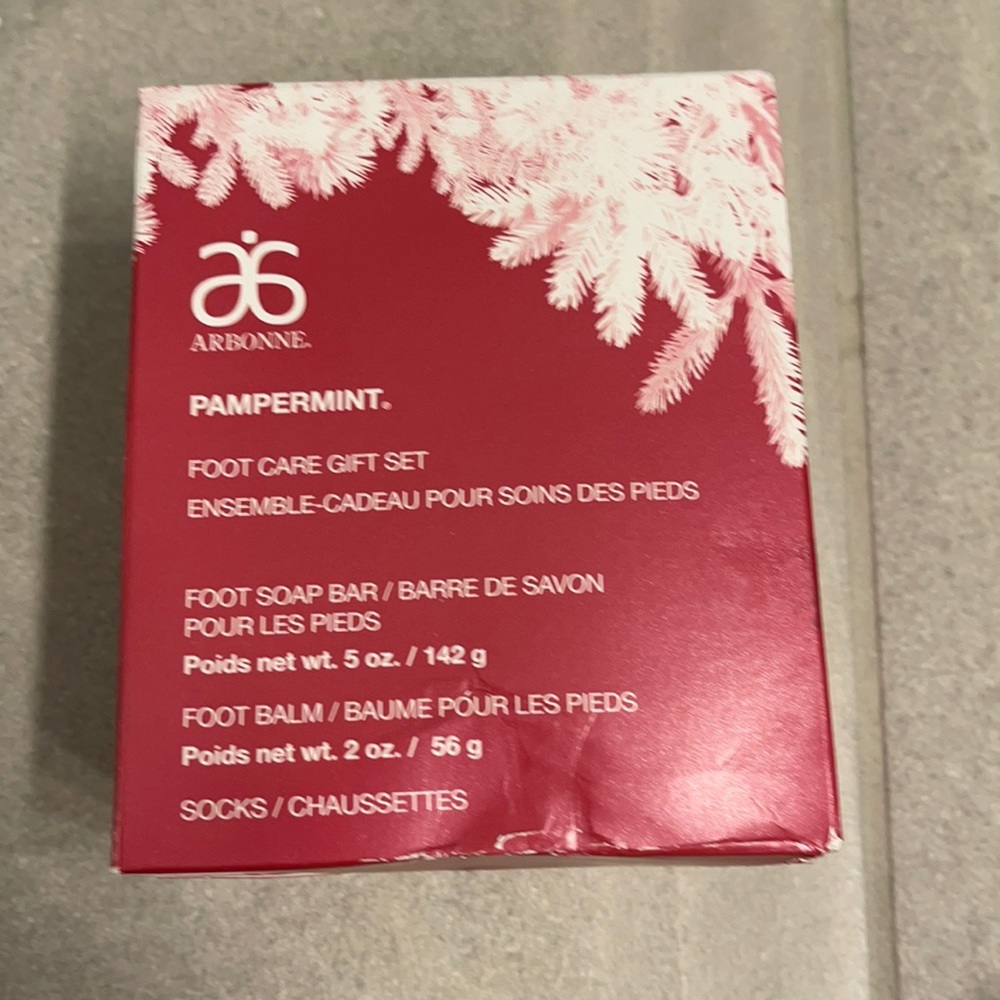 ARBONNE®
PAMPERMINT®
FOOT CARE GIFT SET
ENSEMBLE-CADEAU POUR SOINS DES PIEDS
FOOT SOAP BAR / BARRE DE SAVON
POUR LES PIEDS
Poids net wt. 5 oz. / 142 g
FOOT BALM / BAUME POUR LES PIEDS
Poids net wt. 2 oz. / 56 g
SOCKS / CHAUSSETTES